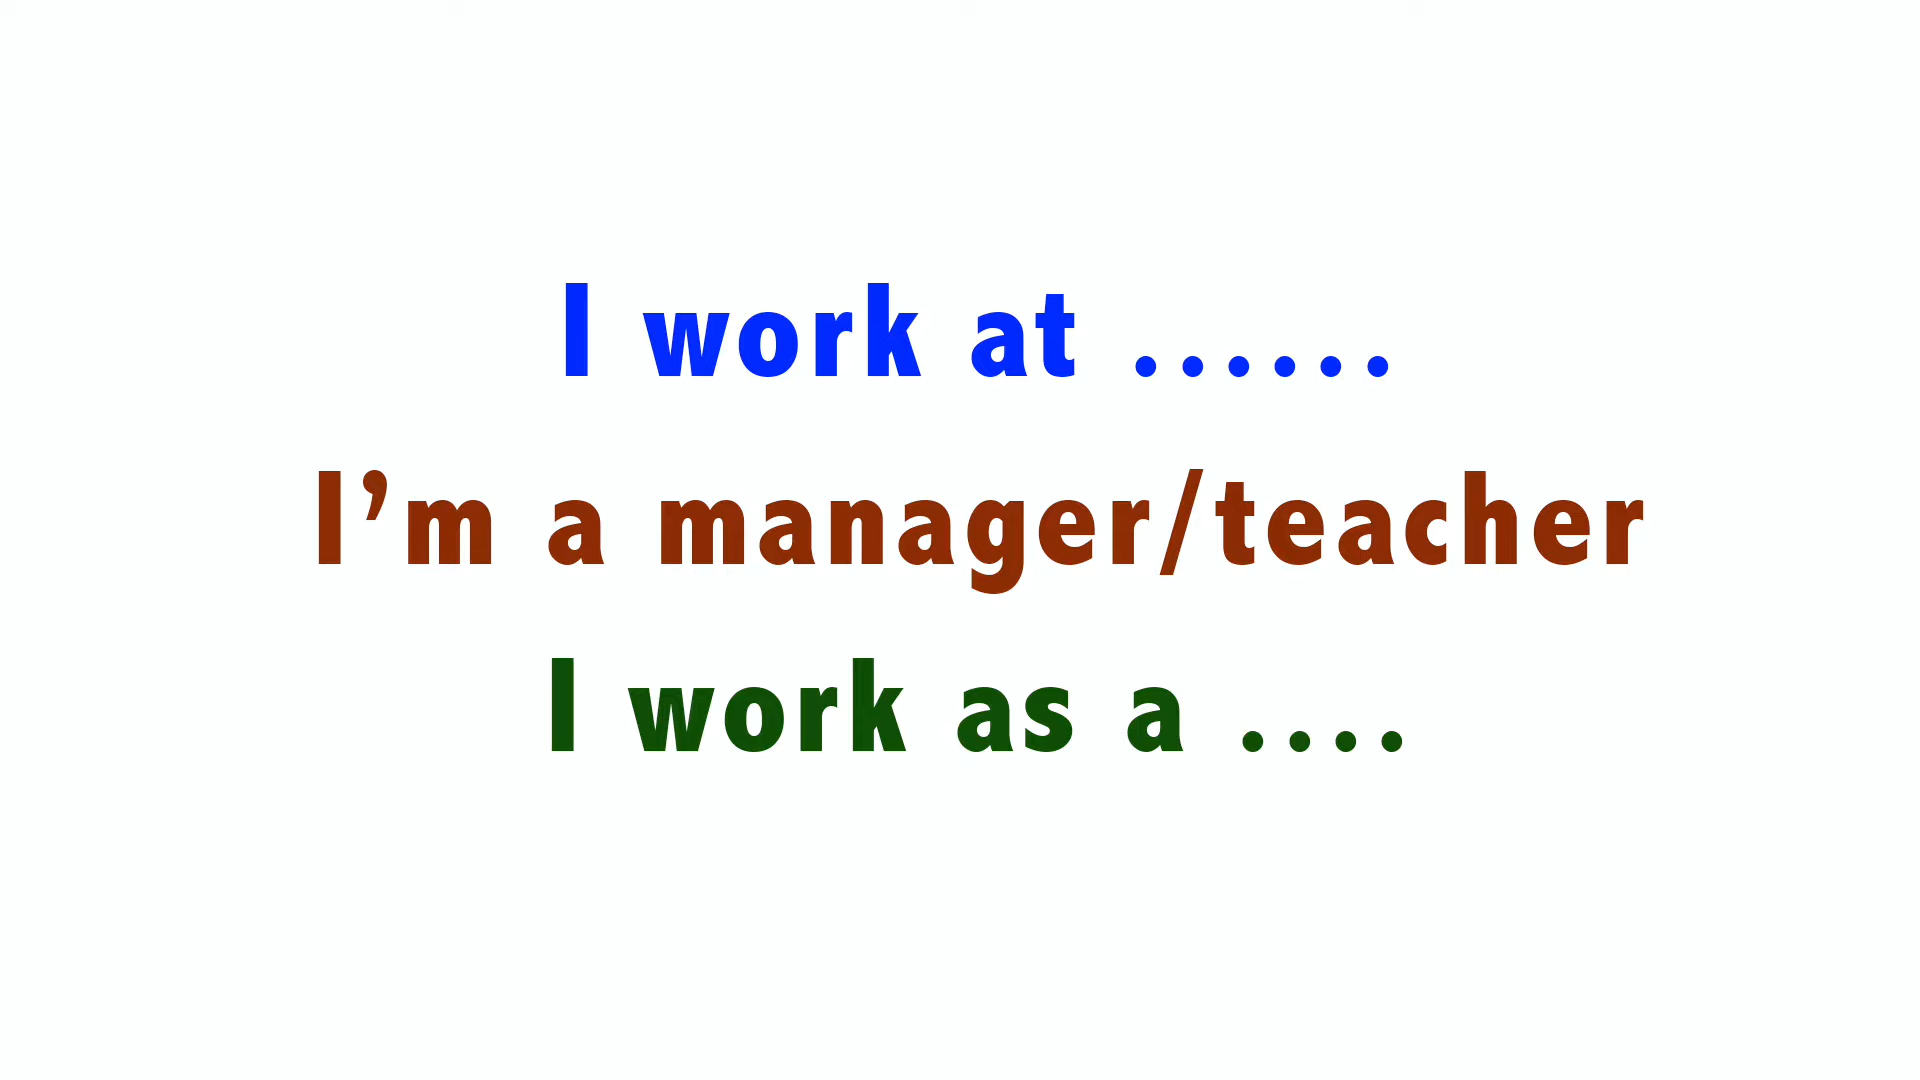 I work at ......
I’m a manager/teacher
I work as a ....